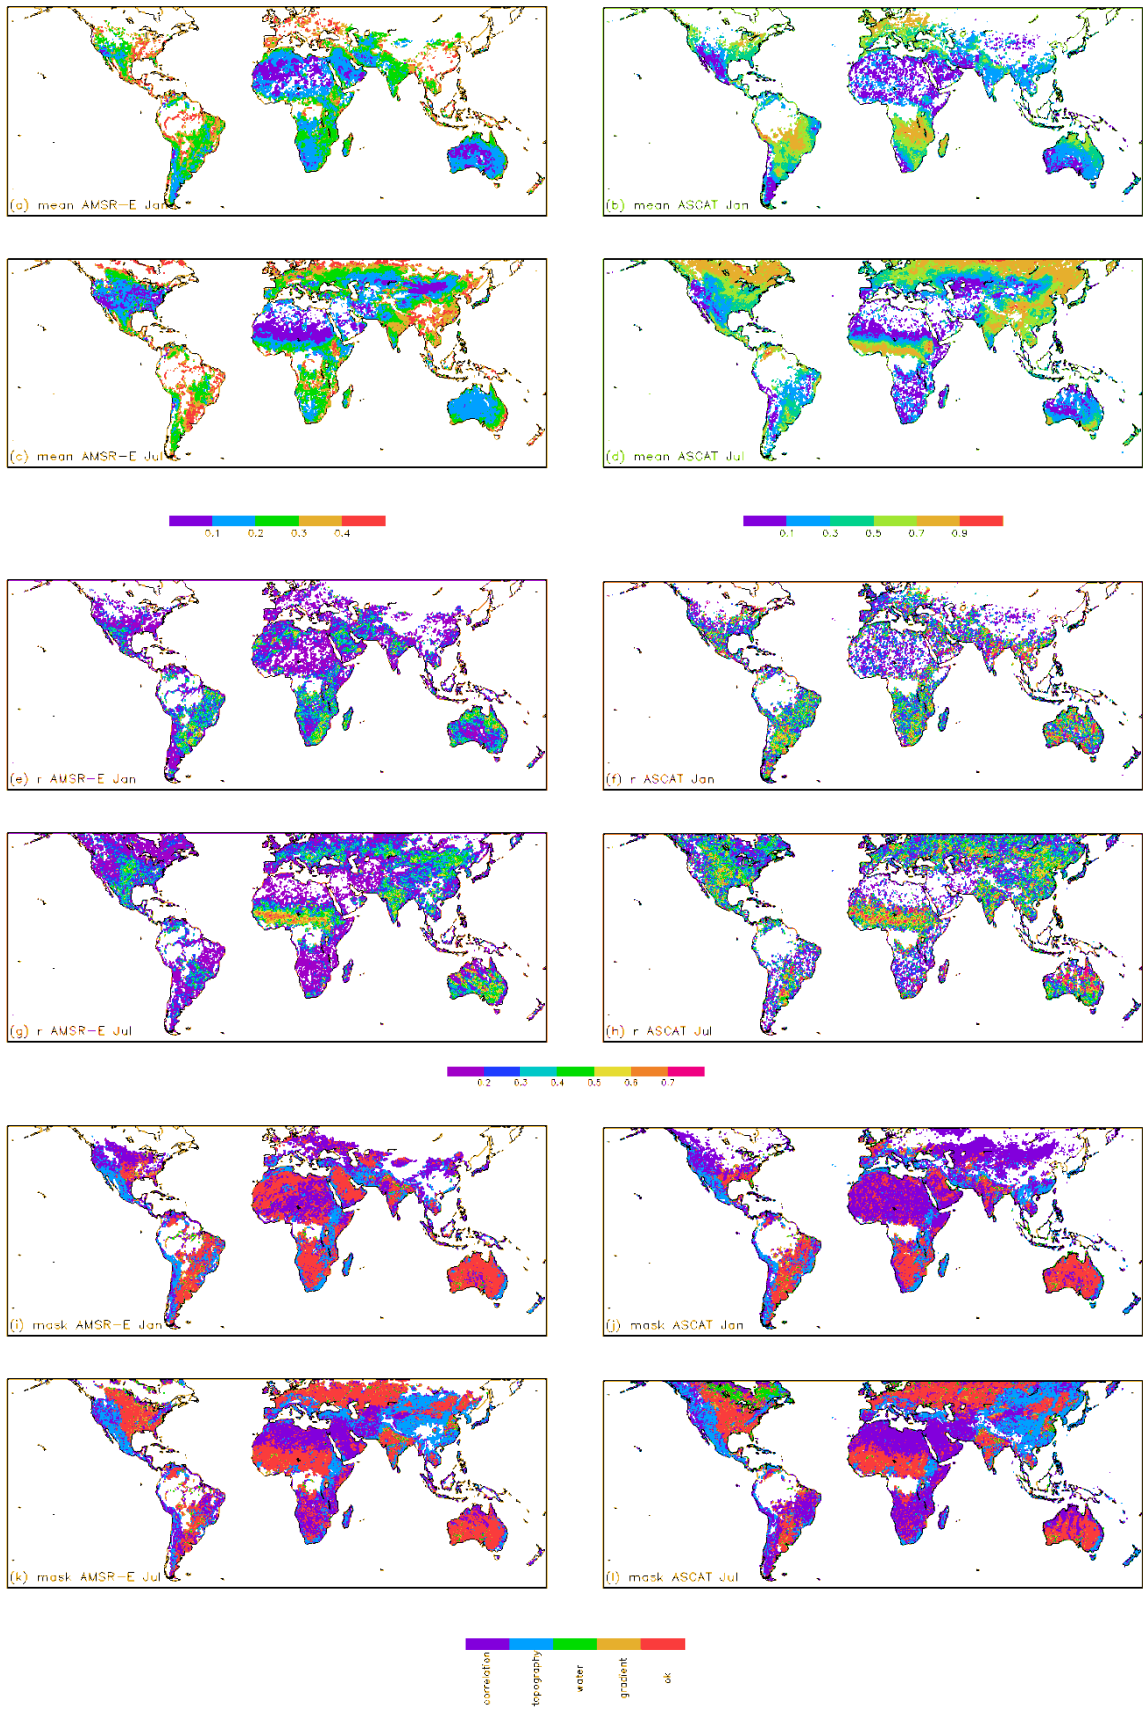 (a) mean AMSR-E Jan
(b) mean ASCAT Jan
(c) mean AMSR-E Jul
(d) mean ASCAT Jul
0.1 0.2 0.3 0.4
0.1 0.3 0.5 0.7 0.9
(e) r AMSR-E Jan
(f) r ASCAT Jan
(g) r AMSR-E Jul
(h) r ASCAT Jul
0.2 0.3 0.4 0.5 0.6 0.7
(i) mask AMSR-E Jan
(j) mask ASCAT Jan
(k) mask AMSR-E Jul
(l) mask ASCAT Jul
correlation
topography
water
gradient
ok